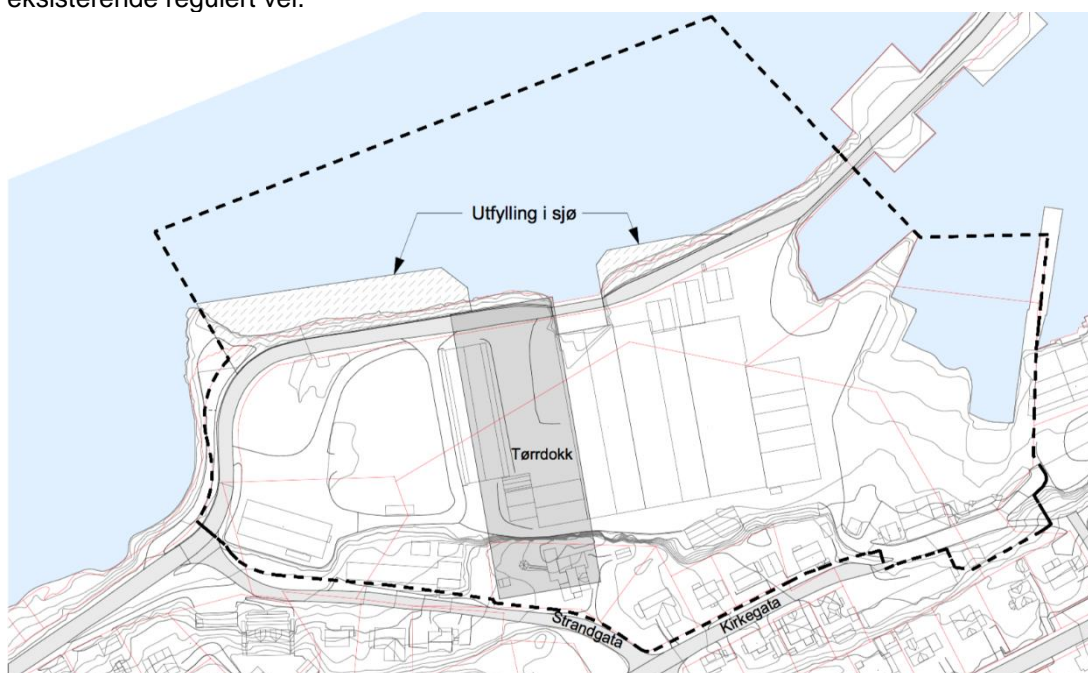 eksisterende regulert vei.
Utfylling i sjø
Tørrdokk
Strandgata
Kirkegata